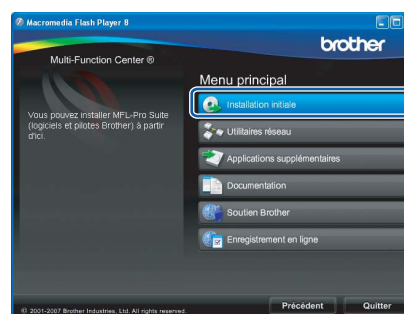 Macromedia Flash Player 8
brother
Multi-Function Center ®
Menu principal
Vous pouvez installer MFL-Pro Suite
(logiciels et pilotes Brother) à partir
d'ici.
Installation initiale
Utilitaires réseau
Applications supplémentaires
Documentation
Soutien Brother
Enregistrement en ligne
© 2001-2007 Brother Industries, Ltd. All rights reserved.
Précédent
Quitter